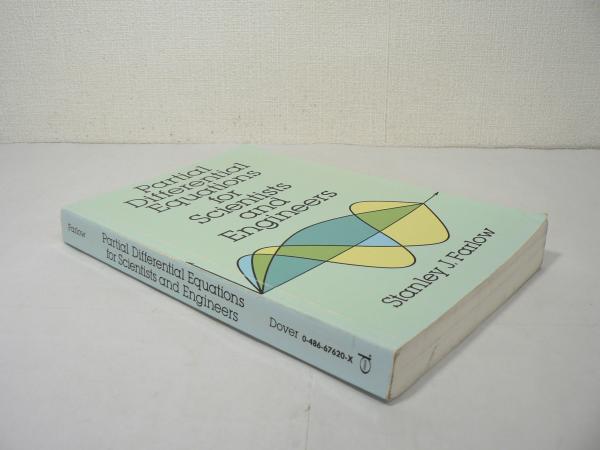 Partial
Differential
Equations
for
Scientists
and
Engineers
Stanley J. Farlow
Farlow
Partial Differential Equations
for Scientists and Engineers
Dover 0-486-67620-X